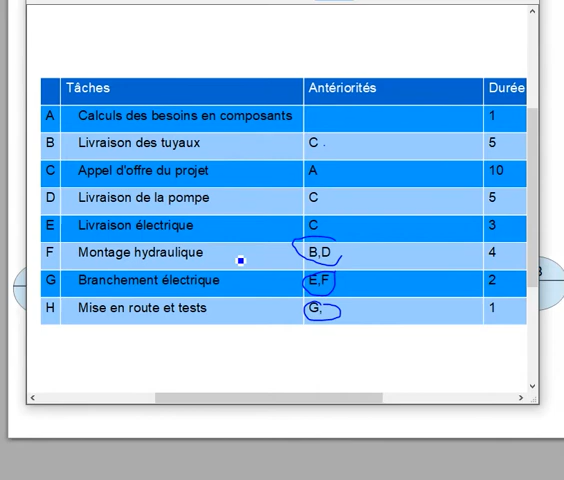 Tâches Antériorités Durée
A Calculs des besoins en composants 1
B Livraison des tuyaux C 5
C Appel d'offre du projet A 10
D Livraison de la pompe C 5
E Livraison électrique C 3
F Montage hydraulique B,D 4
G Branchement électrique E,F 2
H Mise en route et tests G, 1